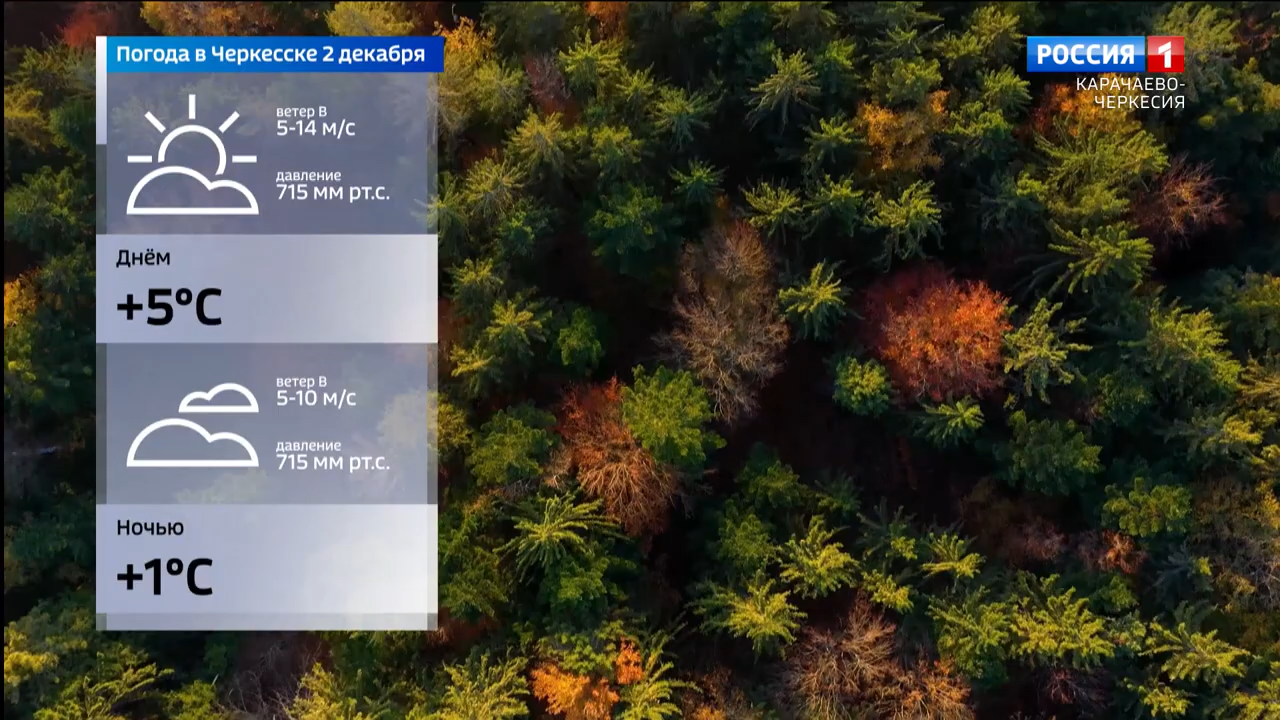 Погода в Черкесске 2 декабря
ветер В
5-14 м/с
давление
715 мм рт.с.
Днём
+5°C
ветер В
5-10 м/с
давление
715 мм рт.с.
Ночью
+1°C
РОССИЯ 1
КАРАЧАЕВО-
ЧЕРКЕСИЯ